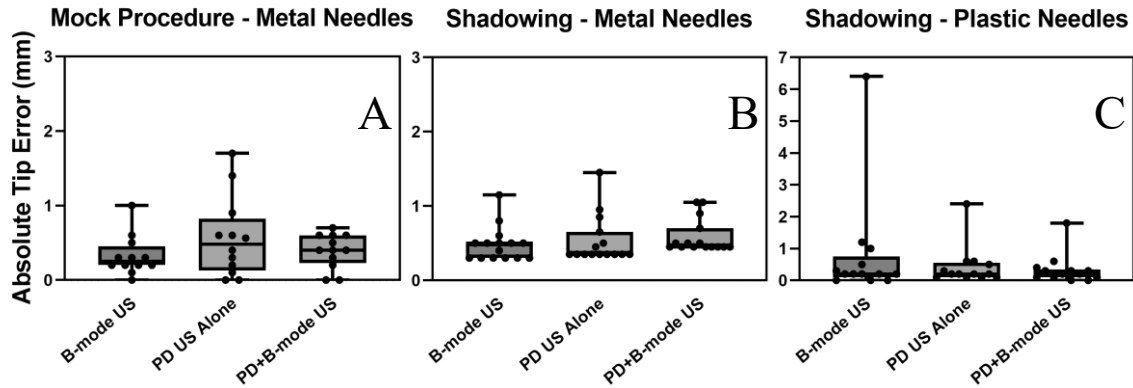 Mock Procedure - Metal Needles
Shadowing - Metal Needles
Shadowing - Plastic Needles
Absolute Tip Error (mm)
3
2
1
0
A
B-mode US
PD US Alone
PD+B-mode US
3
2
1
0
B
B-mode US
PD US Alone
PD+B-mode US
7
6
5
4
3
2
1
0
C
B-mode US
PD US Alone
PD+B-mode US